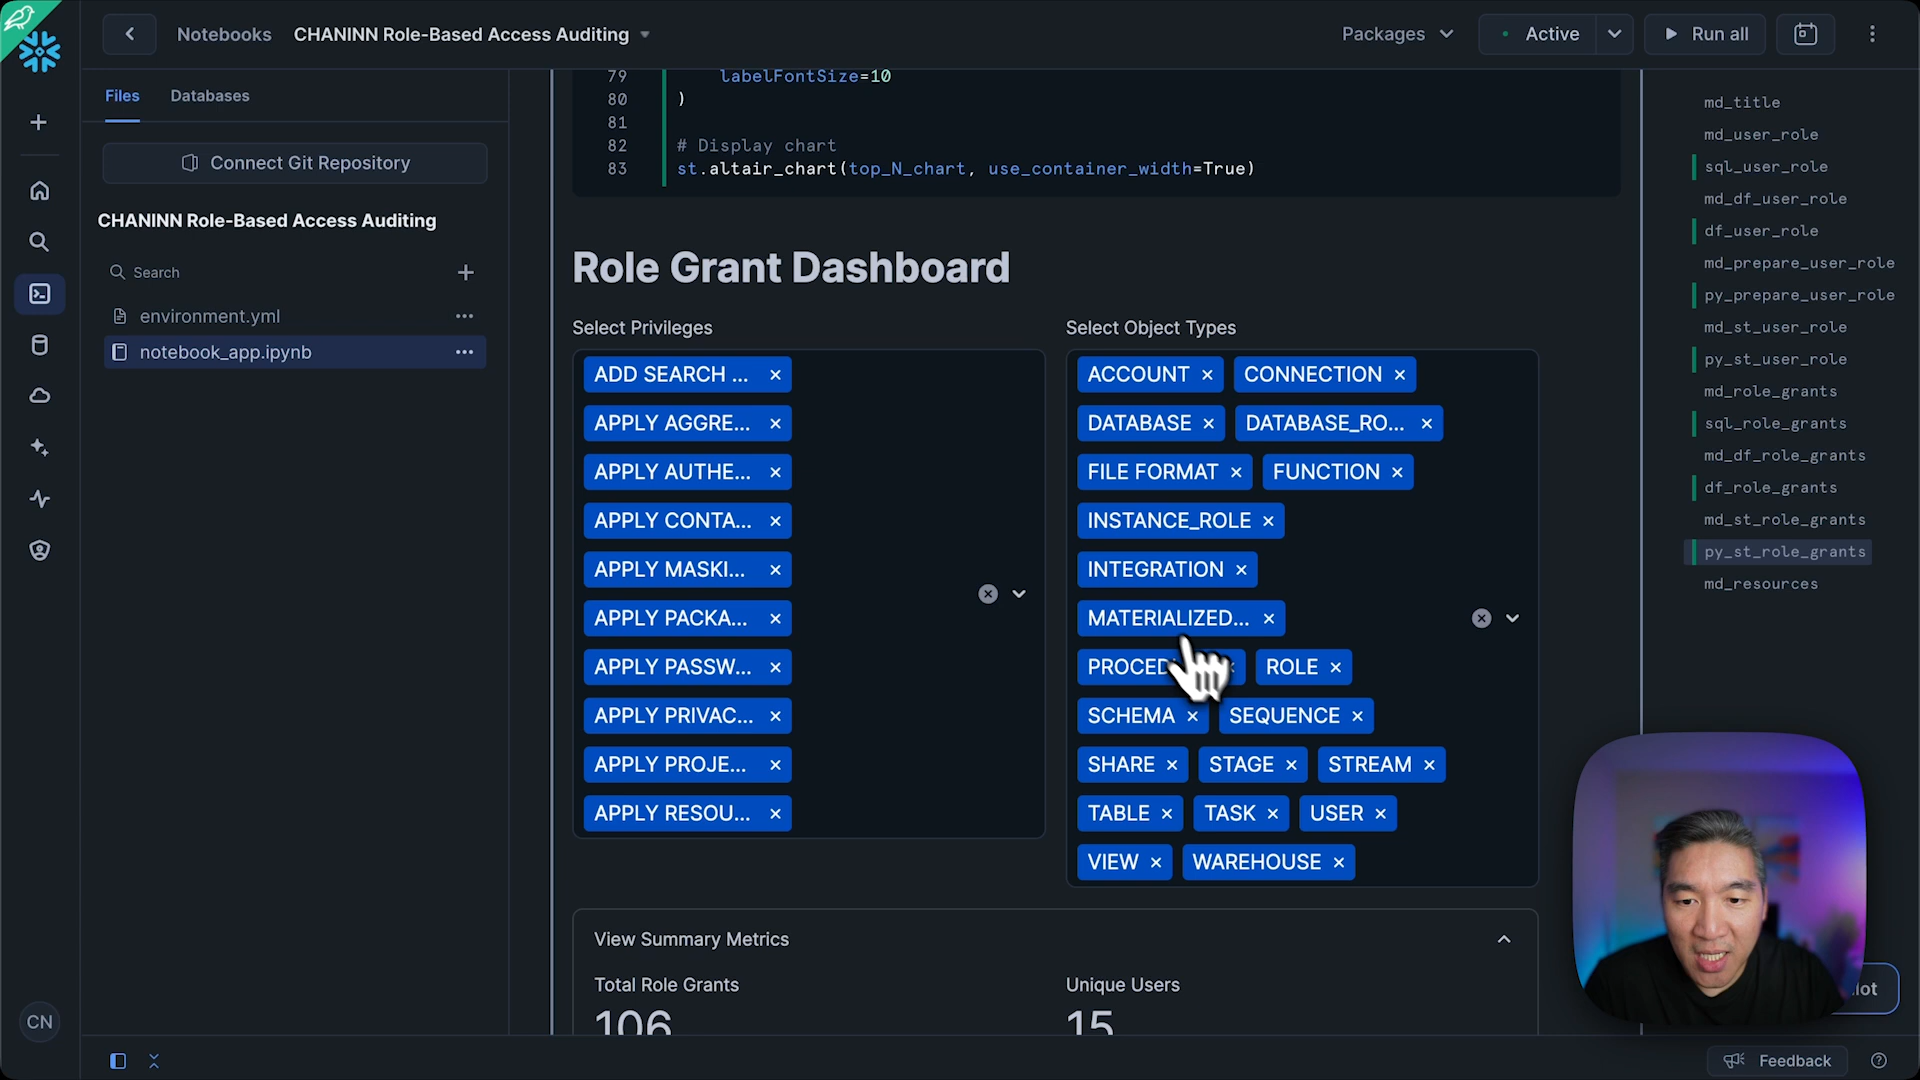 Notebooks
CHANINN Role-Based Access Auditing
Packages
Active
Run all
Files
Databases
Connect Git Repository
CHANINN Role-Based Access Auditing
Search
environment.yml
notebook_app.ipynb
79 labelFontSize=10
80 )
81
82 # Display chart
83 st.altair_chart(top_N_chart, use_container_width=True)
Role Grant Dashboard
Select Privileges
ADD SEARCH ...
APPLY AGGRE...
APPLY AUTHE...
APPLY CONTA...
APPLY MASKI...
APPLY PACKA...
APPLY PASSW...
APPLY PRIVAC...
APPLY PROJE...
APPLY RESOU...
Select Object Types
ACCOUNT CONNECTION
DATABASE DATABASE_RO...
FILE FORMAT FUNCTION
INSTANCE_ROLE
INTEGRATION
MATERIALIZED...
ROLE
SCHEMA SEQUENCE
SHARE STAGE STREAM
TABLE TASK USER
VIEW WAREHOUSE
View Summary Metrics
Total Role Grants
106
Unique Users
15
md_title
md_user_role
sql_user_role
md_df_user_role
df_user_role
md_prepare_user_role
py_prepare_user_role
md_st_user_role
py_st_user_role
md_role_grants
sql_role_grants
md_df_role_grants
df_role_grants
md_st_role_grants
py_st_role_grants
md_resources
CN
Feedback